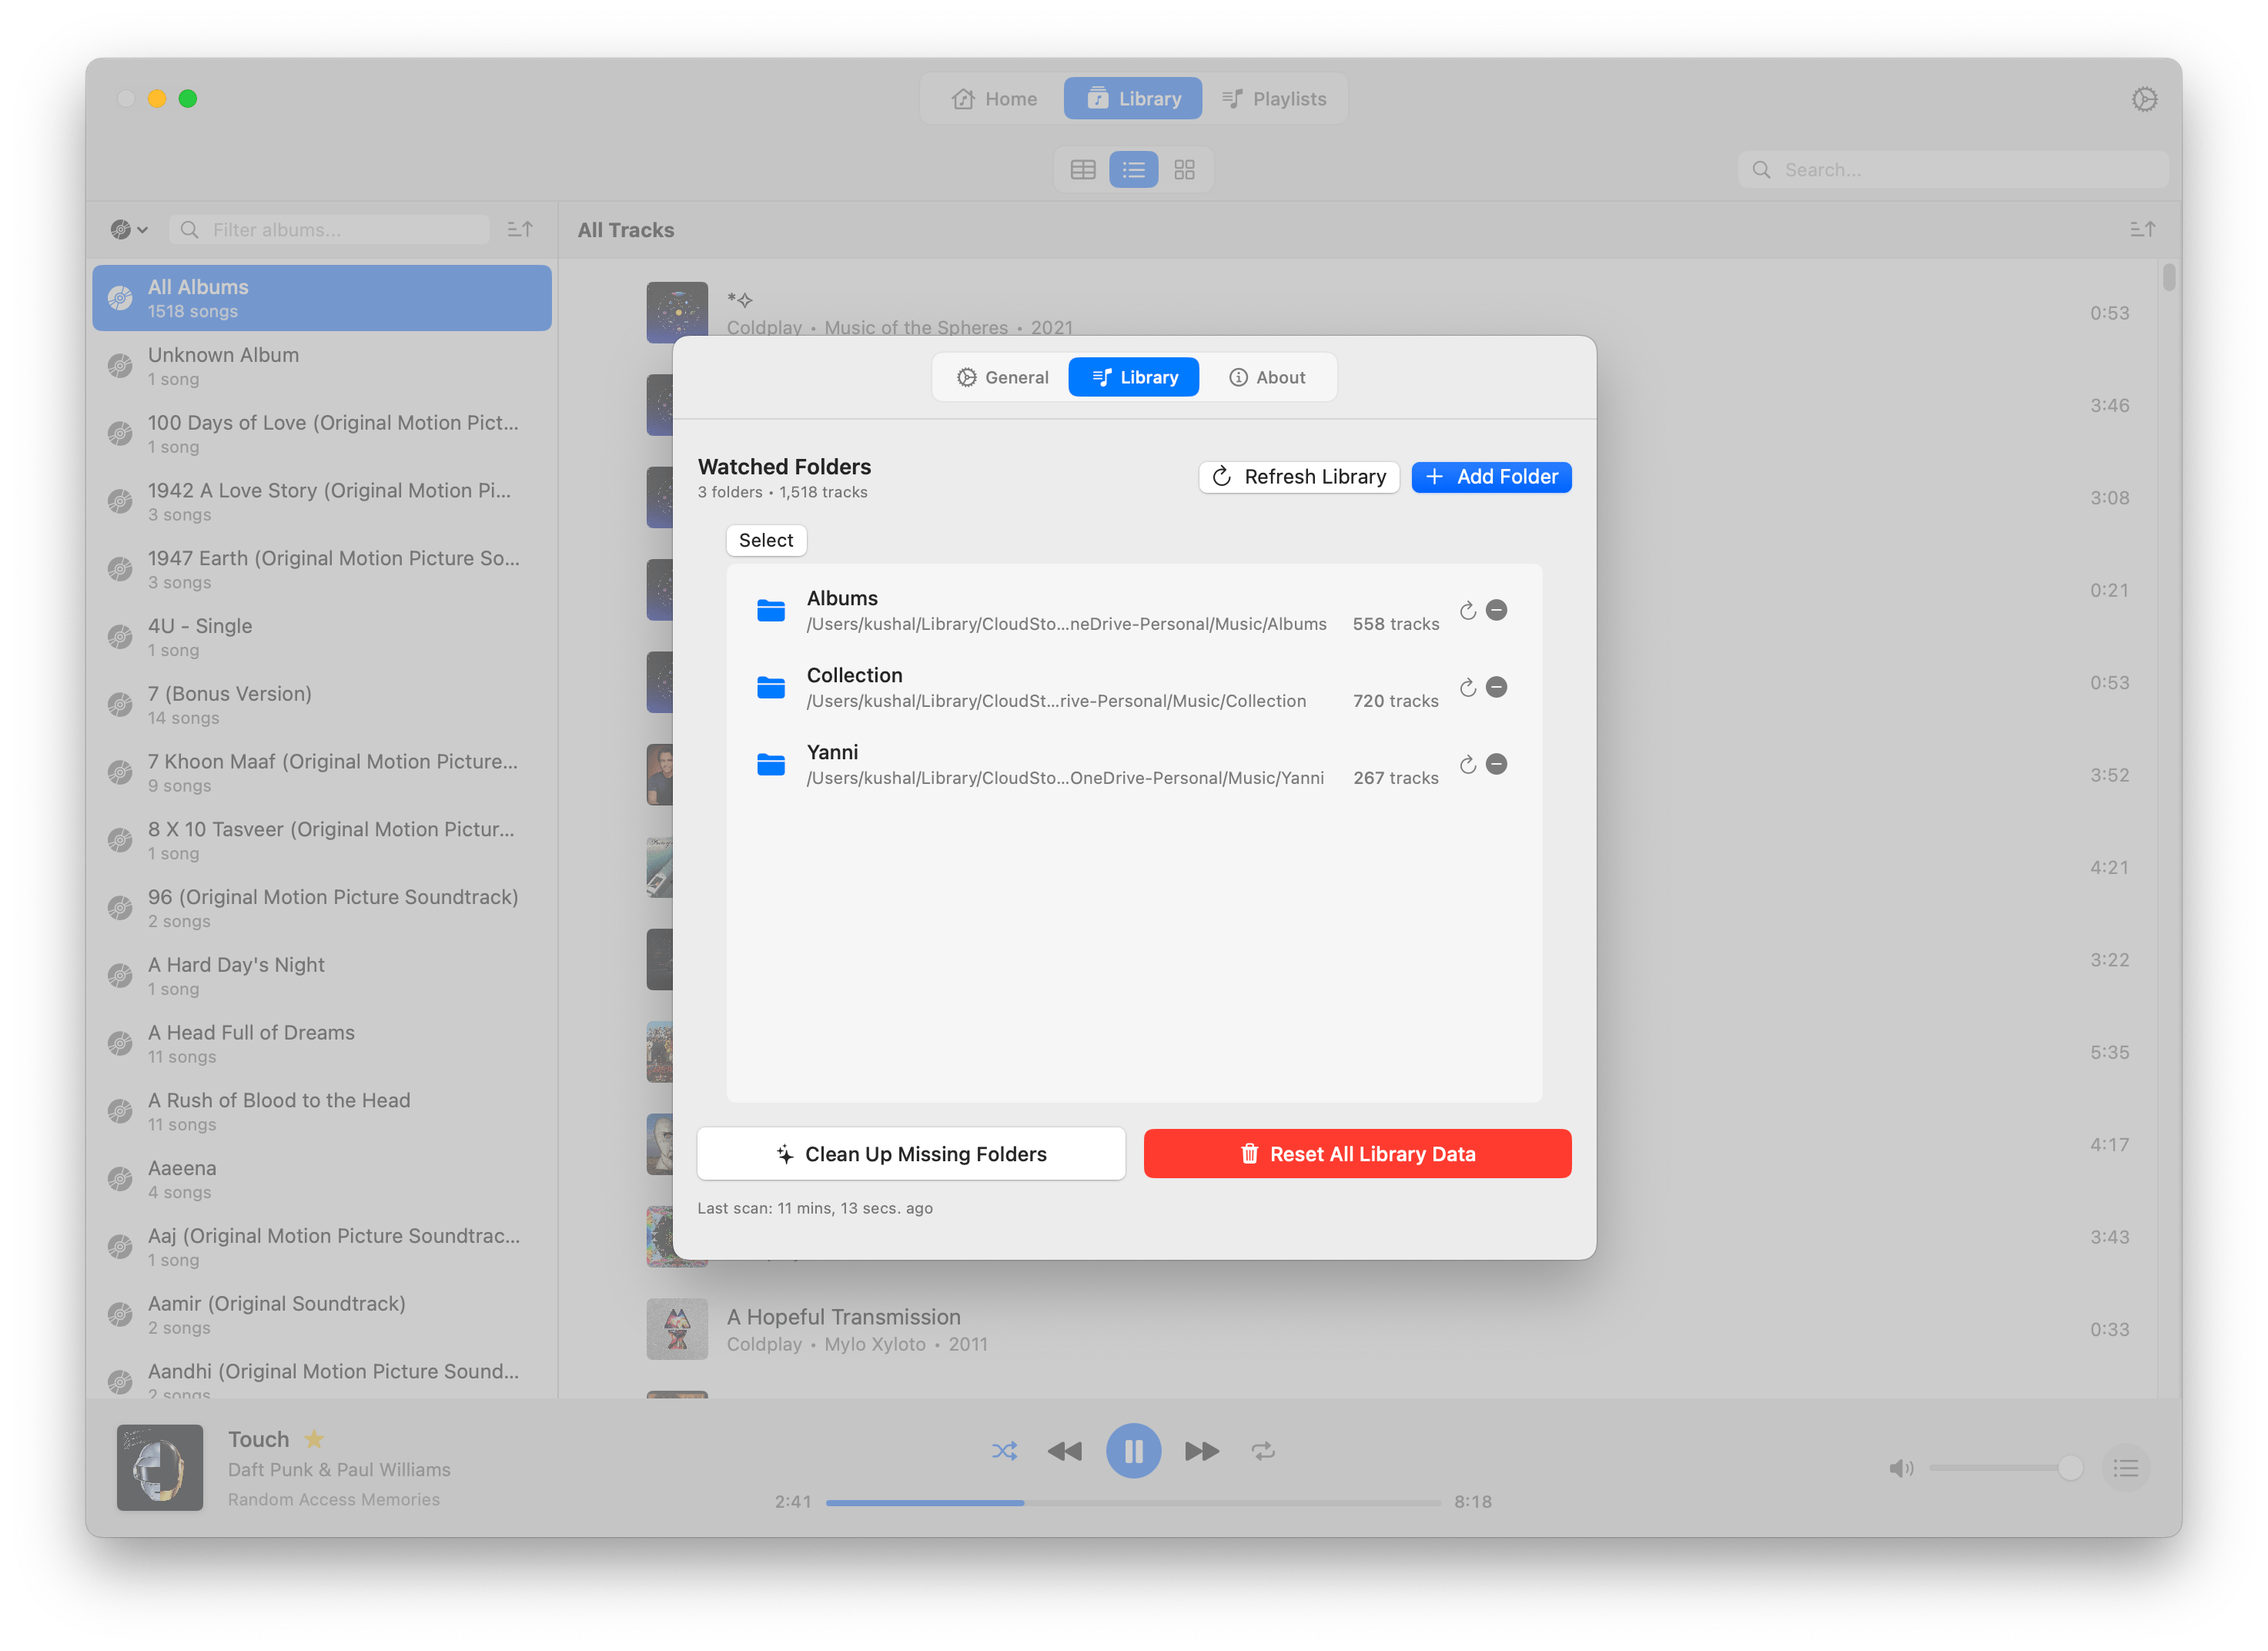 Home
Library
Playlists
Search...
Filter albums...
All Tracks
All Albums
1518 songs
Unknown Album
1 song
100 Days of Love (Original Motion Pict...
1 song
1942 A Love Story (Original Motion Pi...
3 songs
1947 Earth (Original Motion Picture So...
3 songs
4U - Single
1 song
7 (Bonus Version)
14 songs
7 Khoon Maaf (Original Motion Picture...
9 songs
8 X 10 Tasveer (Original Motion Pictur...
1 song
96 (Original Motion Picture Soundtrack)
2 songs
A Hard Day's Night
1 song
A Head Full of Dreams
11 songs
A Rush of Blood to the Head
11 songs
Aaeena
4 songs
Aaj (Original Motion Picture Soundtrac...
1 song
Aamir (Original Soundtrack)
2 songs
Aandhi (Original Motion Picture Sound...
2 songs
*✧
Coldplay • Music of the Spheres • 2021
0:53
3:46
3:08
0:21
0:53
3:52
4:21
3:22
5:35
4:17
3:43
A Hopeful Transmission
Coldplay • Mylo Xyloto • 2011
0:33
General
Library
About
Watched Folders
3 folders • 1,518 tracks
Refresh Library
Add Folder
Select
Albums
/Users/kushal/Library/CloudSto...neDrive-Personal/Music/Albums
558 tracks
Collection
/Users/kushal/Library/CloudSt...rive-Personal/Music/Collection
720 tracks
Yanni
/Users/kushal/Library/CloudSto...OneDrive-Personal/Music/Yanni
267 tracks
Clean Up Missing Folders
Reset All Library Data
Last scan: 11 mins, 13 secs. ago
Touch
Daft Punk & Paul Williams
Random Access Memories
2:41
8:18